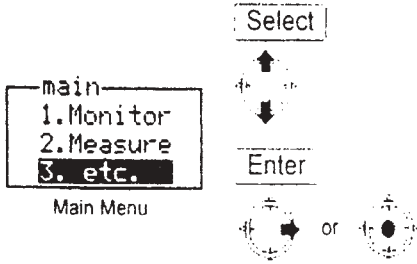 Select
main
1.Monitor
2.Measure
3. etc.
Main Menu
Enter
or